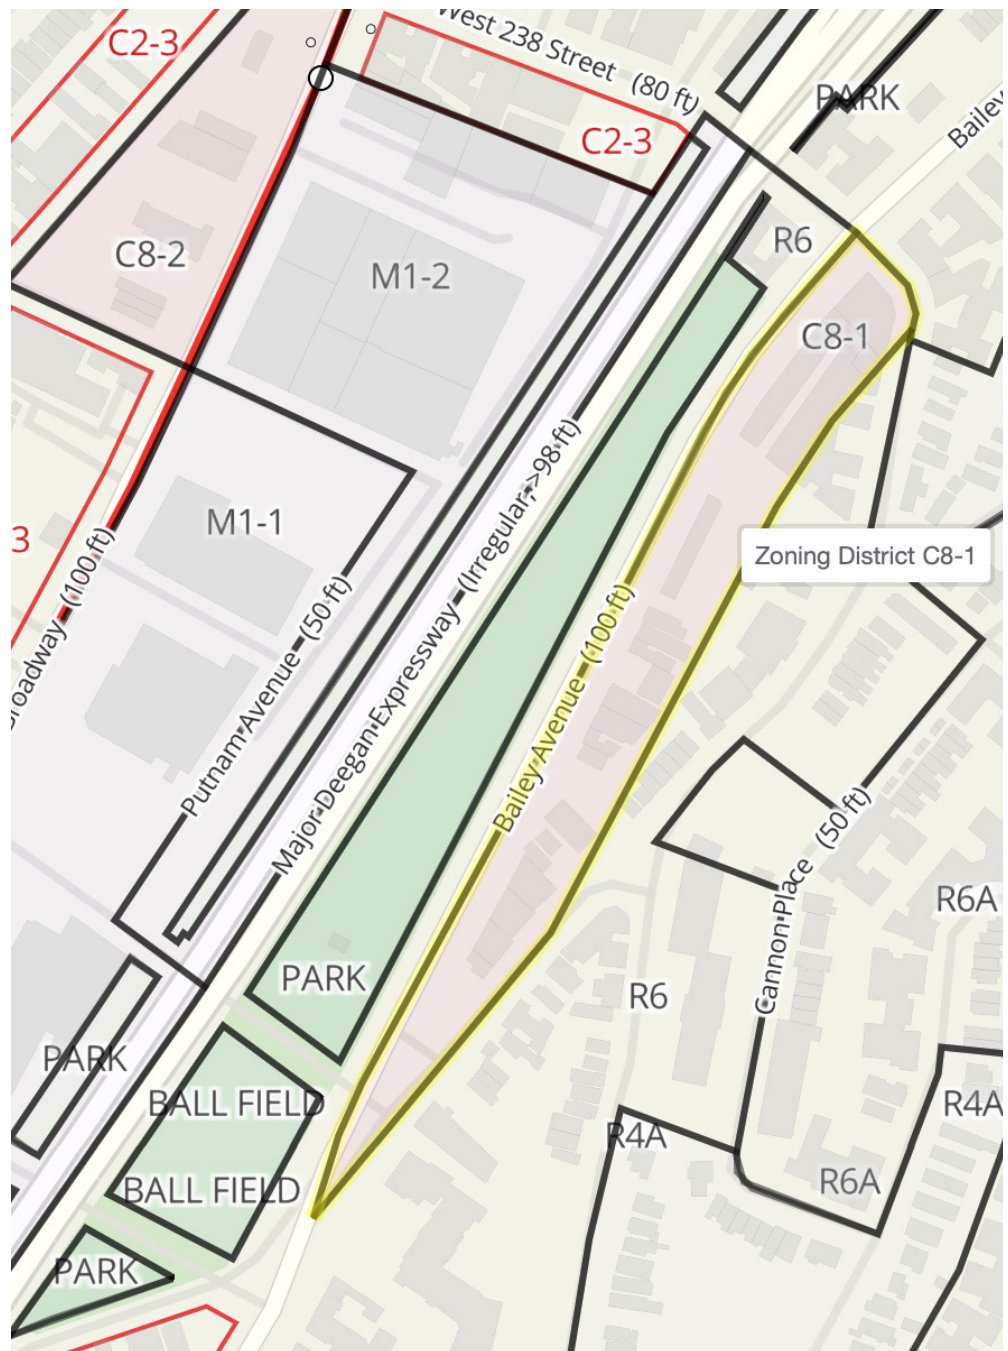 C2-3
West 238 Street (80 ft)
PARK
Bailey
C2-3
R6
C8-2
M1-2
C8-1
M1-1
3
Zoning District C8-1
Broadway (100 ft)
Putnam Avenue (50 ft)
Major Deegan Expressway (Irregular, >98 ft)
Bailey Avenue (100 ft)
Cannon Place (50 ft)
R6A
PARK
R6
PARK
BALL FIELD
R4A
R4A
BALL FIELD
R6A
PARK